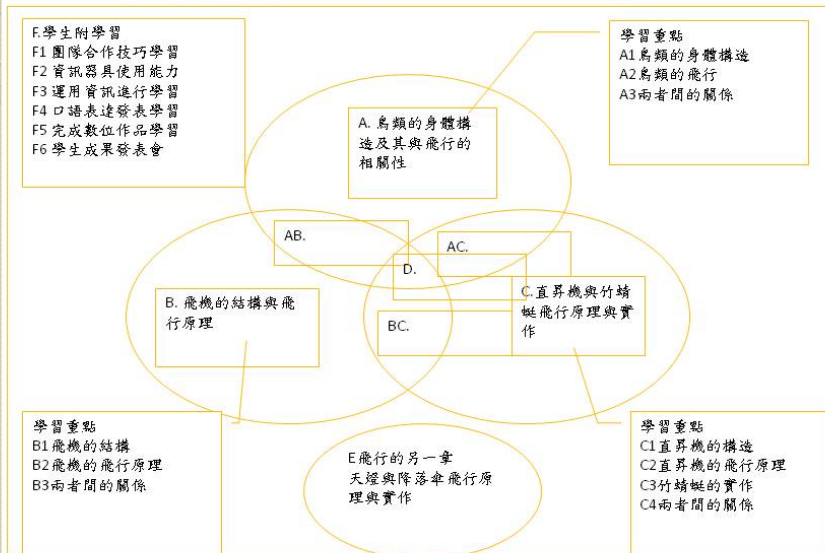 F.學生附學習
F1 團隊合作技巧學習
F2 資訊器具使用能力
F3 運用資訊進行學習
F4 口語表達發表學習
F5 完成數位作品學習
F6 學生成果發表會
學習重點
A1鳥類的身體構造
A2鳥類的飛行
A3兩者間的關係
A. 鳥類的身體構
造及其與飛行的
相關性
AB.
AC.
D.
B. 飛機的結構與飛
行原理
BC.
C.直昇機與竹蜻
蜓飛行原理與實
作
學習重點
B1飛機的結構
B2飛機的飛行原理
B3兩者間的關係
E飛行的另一章
天燈與降落傘飛行原
理與實作
學習重點
C1直昇機的構造
C2直昇機的飛行原理
C3竹蜻蜓的實作
C4兩者間的關係